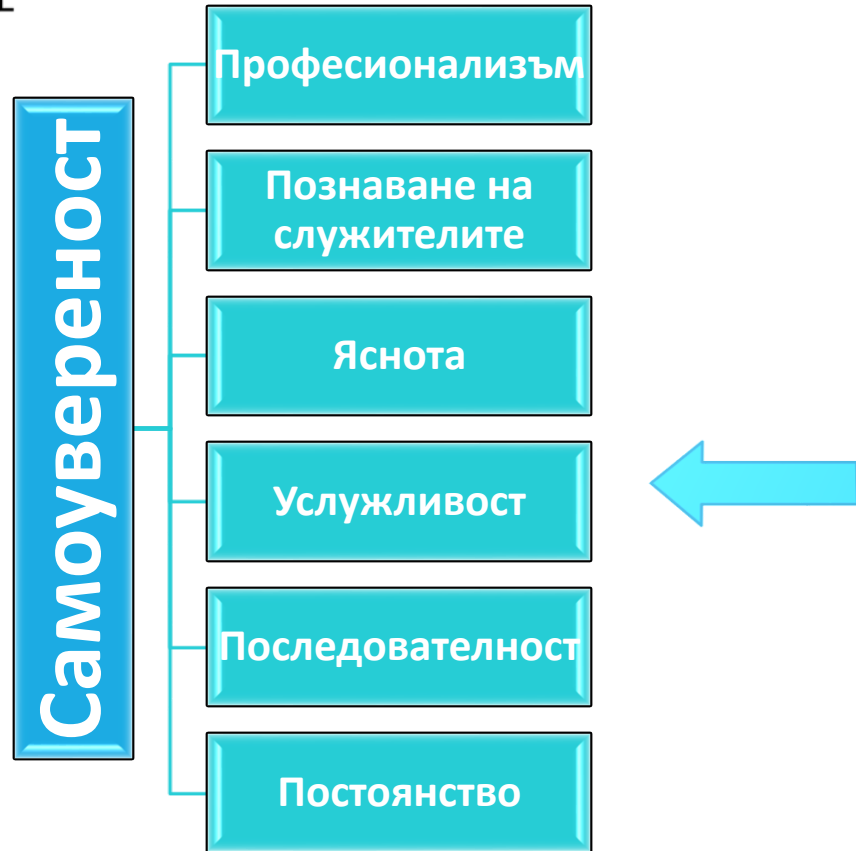 Самоувереност
Професионализъм
Познаване на
служителите
Яснота
Услужливост
Последователност
Постоянство